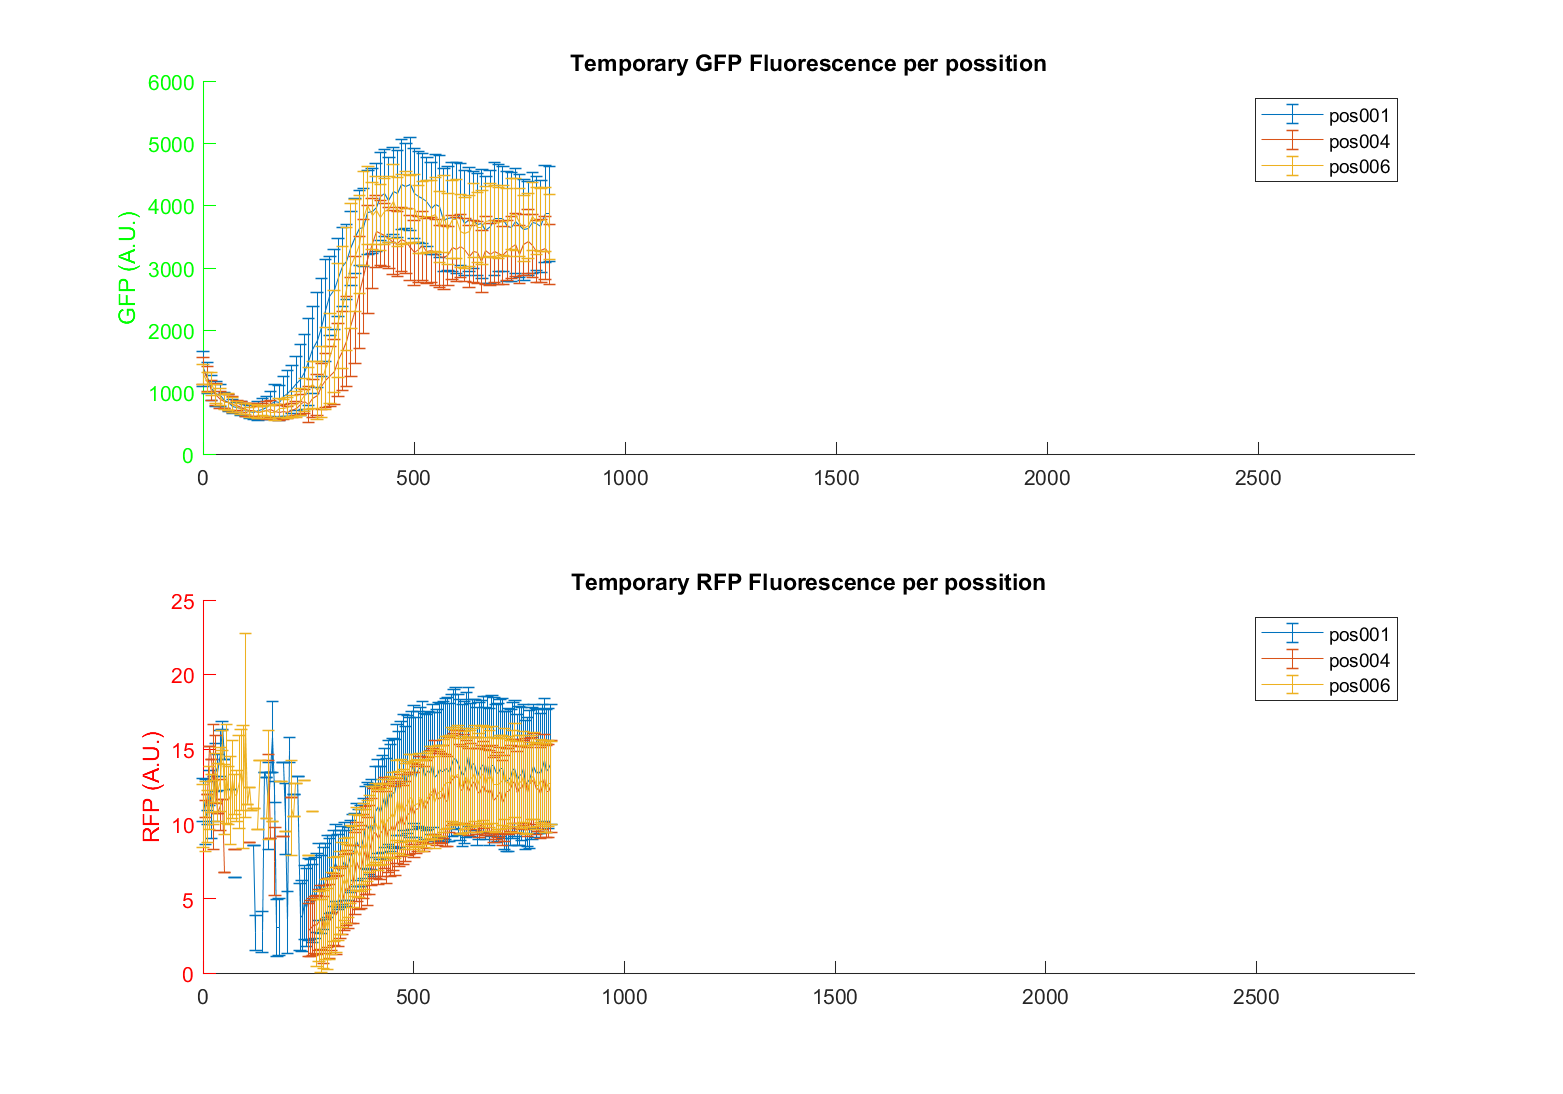 Temporary GFP Fluorescence per possition
6000
5000
4000
3000
2000
1000
0
GFP (A.U.)
0 500 1000 1500 2000 2500
pos001
pos004
pos006
Temporary RFP Fluorescence per possition
25
20
15
10
5
0
RFP (A.U.)
0 500 1000 1500 2000 2500
pos001
pos004
pos006